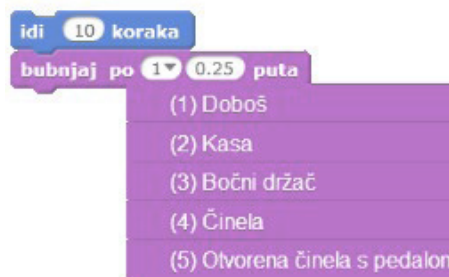 idi 10 koraka
bubnjaj po 1 0.25 puta
(1) Doboš
(2) Kasa
(3) Bočni držač
(4) Činela
(5) Otvorena činela s pedalom